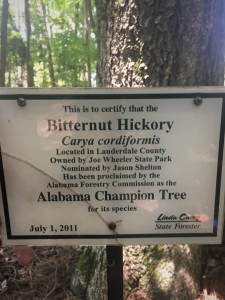 This is to certify that the
Bitternut Hickory
Carya cordiformis
Located in Lauderdale County
Owned by Joe Wheeler State Park
Nominated by Jason Shelton
Has been proclaimed by the
Alabama Forestry Commission as the
Alabama Champion Tree
for its species
Linda
July 1, 2011
State Forester